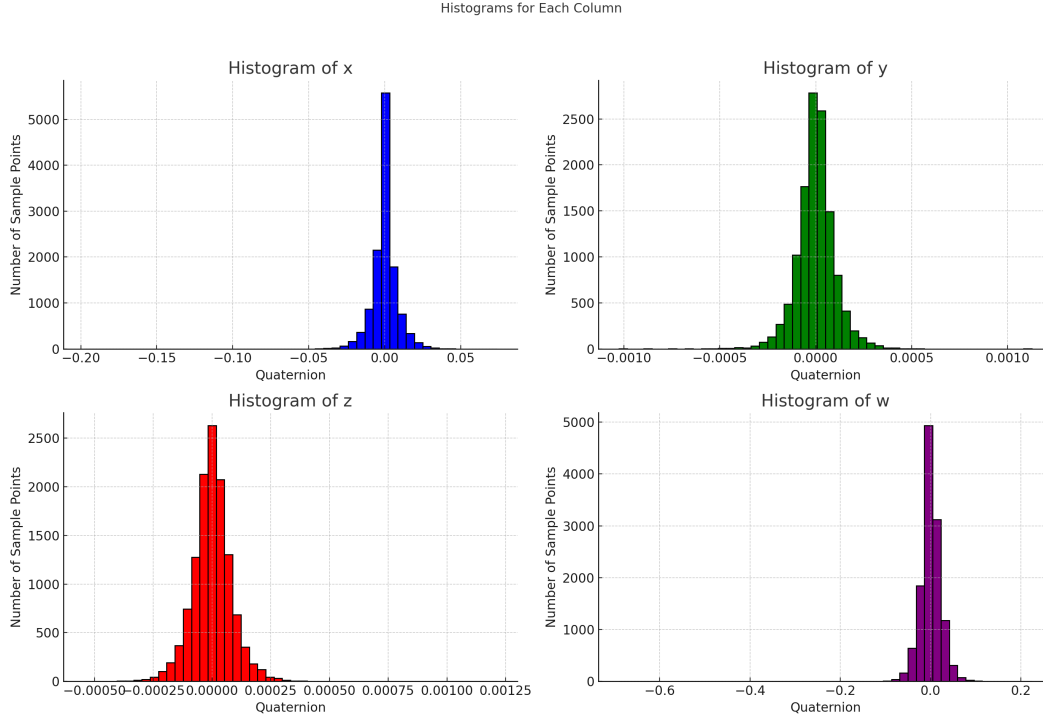 Histograms for Each Column
Histogram of x
Number of Sample Points
5000
4000
3000
2000
1000
0
−0.20 −0.15 −0.10 −0.05 0.00 0.05
Quaternion
Histogram of y
Number of Sample Points
2500
2000
1500
1000
500
0
−0.0010 −0.0005 0.0000 0.0005 0.0010
Quaternion
Histogram of z
Number of Sample Points
2500
2000
1500
1000
500
0
−0.00050 −0.00025 0.00000 0.00025 0.00050 0.00075 0.00100 0.00125
Quaternion
Histogram of w
Number of Sample Points
5000
4000
3000
2000
1000
0
−0.6 −0.4 −0.2 0.0 0.2
Quaternion